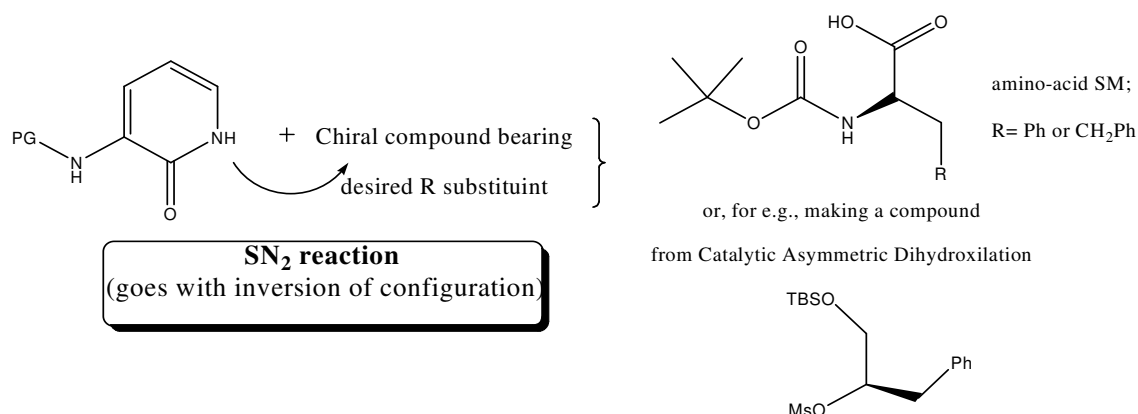 PG
N
H
NH
O
+ Chiral compound bearing
desired R substituint
SN2 reaction
(goes with inversion of configuration)
HO
O
O
O
N
H
R
amino-acid SM;
R= Ph or CH2Ph
or, for e.g., making a compound
from Catalytic Asymmetric Dihydroxilation
TBSO
Ph
MsO